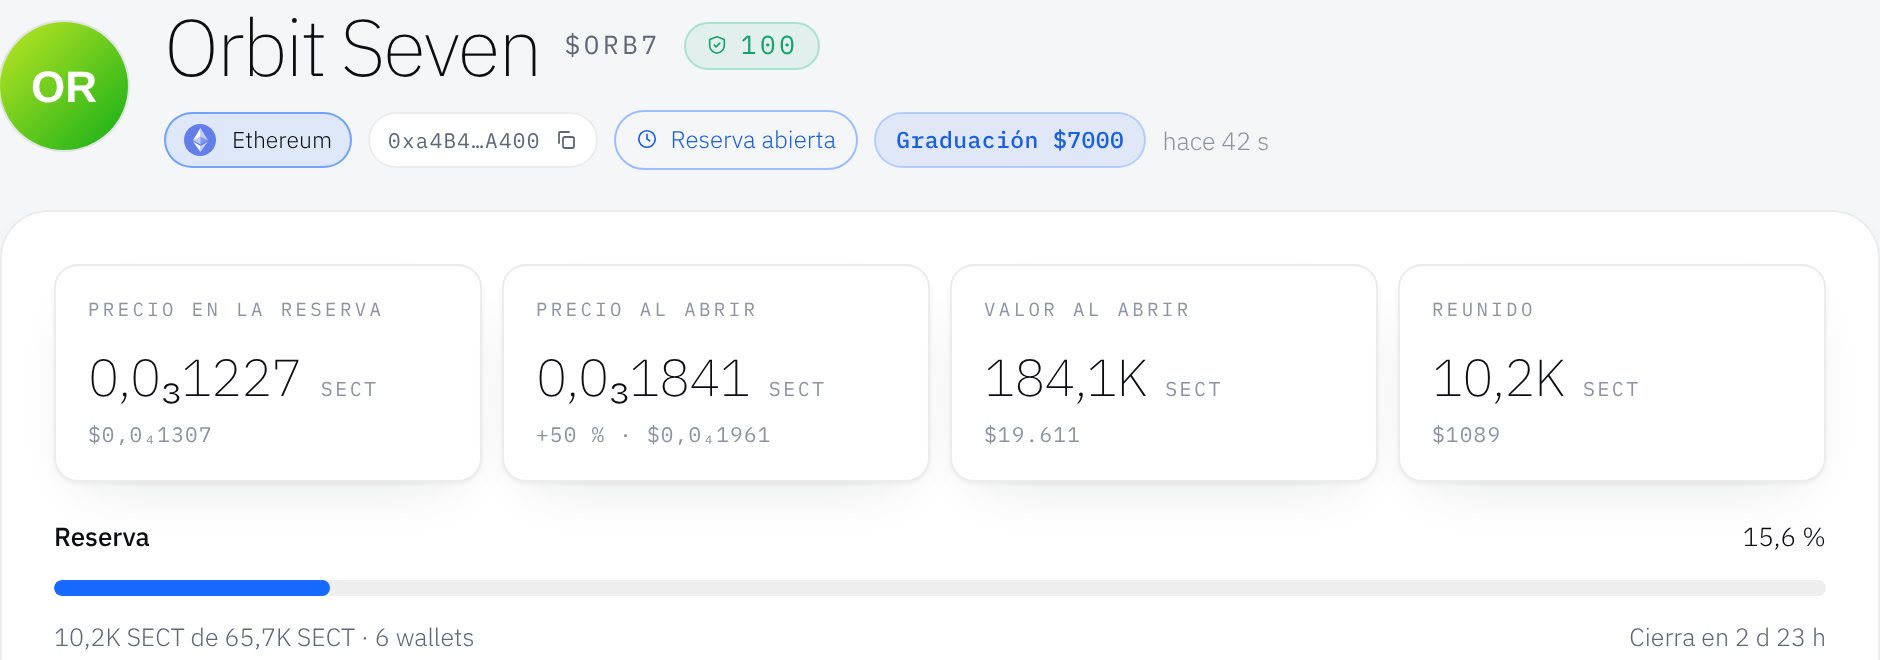 OR
Orbit Seven $ORB7 100
Ethereum 0xa4B4…A400 Reserva abierta Graduación $7000 hace 42 s
PRECIO EN LA RESERVA
0,0₃1227 SECT
$0,0₄1307
PRECIO AL ABRIR
0,0₃1841 SECT
+50 % · $0,0₄1961
VALOR AL ABRIR
184,1K SECT
$19.611
REUNIDO
10,2K SECT
$1089
Reserva 15,6 %
10,2K SECT de 65,7K SECT · 6 wallets Cierra en 2 d 23 h